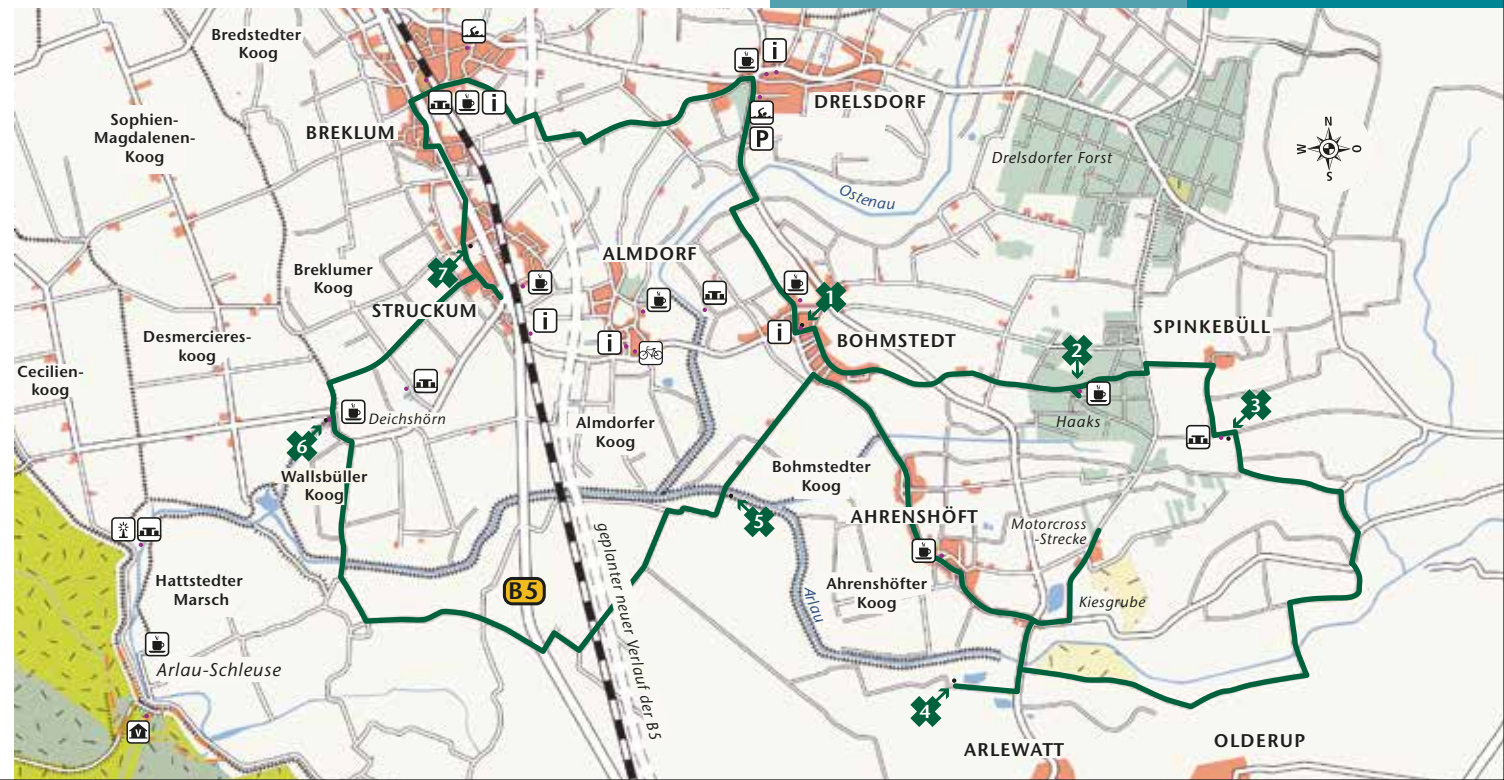 Bredstedter
Koog
DRELSDORF
Sophien-
Magdalenen-
Koog
BREKLUM
Drelsdorfer Forst
N
W
O
S
Ostenau
i
i
P
ALMDORF
Breklumer
Koog
7
STRUCKUM
1
i
i
i
BOHMSTEDT
SPINKEBÜLL
2
Desmercieres-
koog
Cecilien-
koog
3
Deichshörn
Haaks
Almdorfer
Koog
6
Wallsbüller
Koog
Bohmstedter
Koog
5
AHRENSHÖFT
Motorcross
-Strecke
geplanter neuer Verlauf der B5
B5
Hattstedter
Marsch
Ahrenshöfter
Koog
Arlau
Kiesgrube
Arlau-Schleuse
4
V
ARLEWATT
OLDERUP